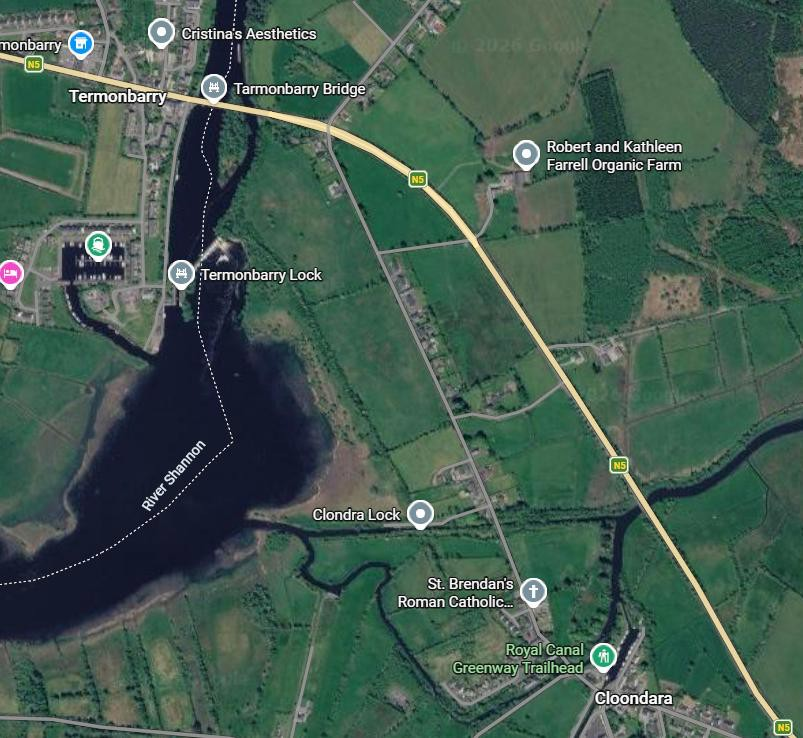 Cristina's Aesthetics
monbarry
N5
© 2026 Google
Tarmonbarry Bridge
Termonbarry
Robert and Kathleen
Farrell Organic Farm
N5
Termonbarry Lock
River Shannon
N5
Clondra Lock
St. Brendan's
Roman Catholic...
Royal Canal
Greenway Trailhead
Cloondara
N5